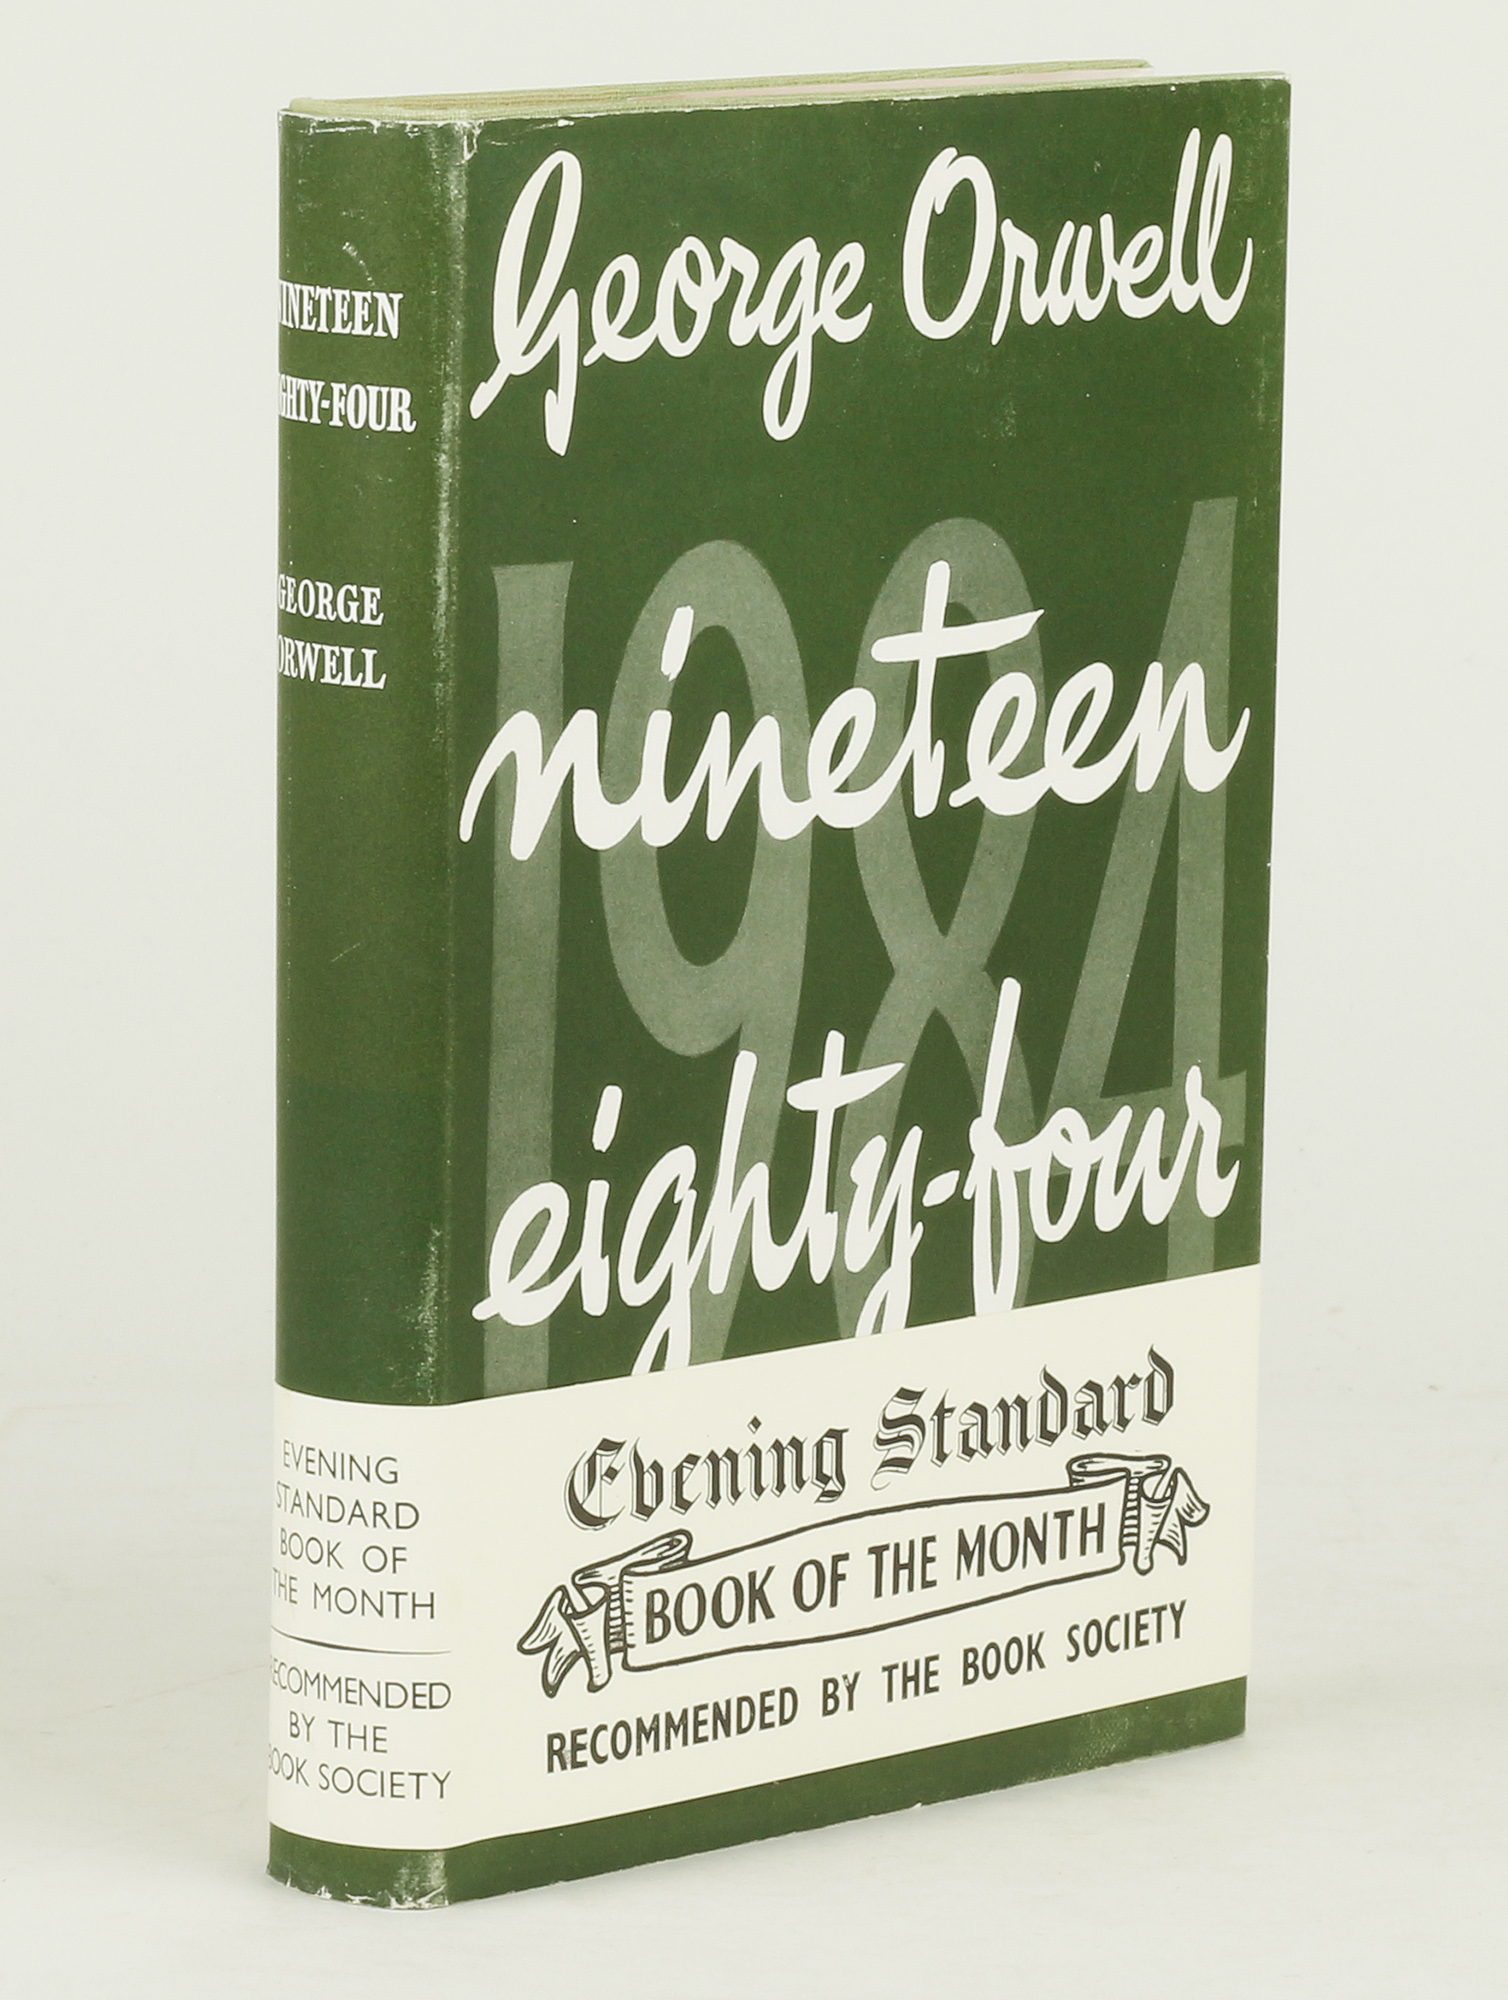 George Orwell
1984
nineteen
eighty-four
Evening Standard
BOOK OF THE MONTH
RECOMMENDED BY THE BOOK SOCIETY
NINETEEN
EIGHTY-FOUR
GEORGE
ORWELL
EVENING
STANDARD
BOOK OF
THE MONTH
RECOMMENDED
BY THE
BOOK SOCIETY